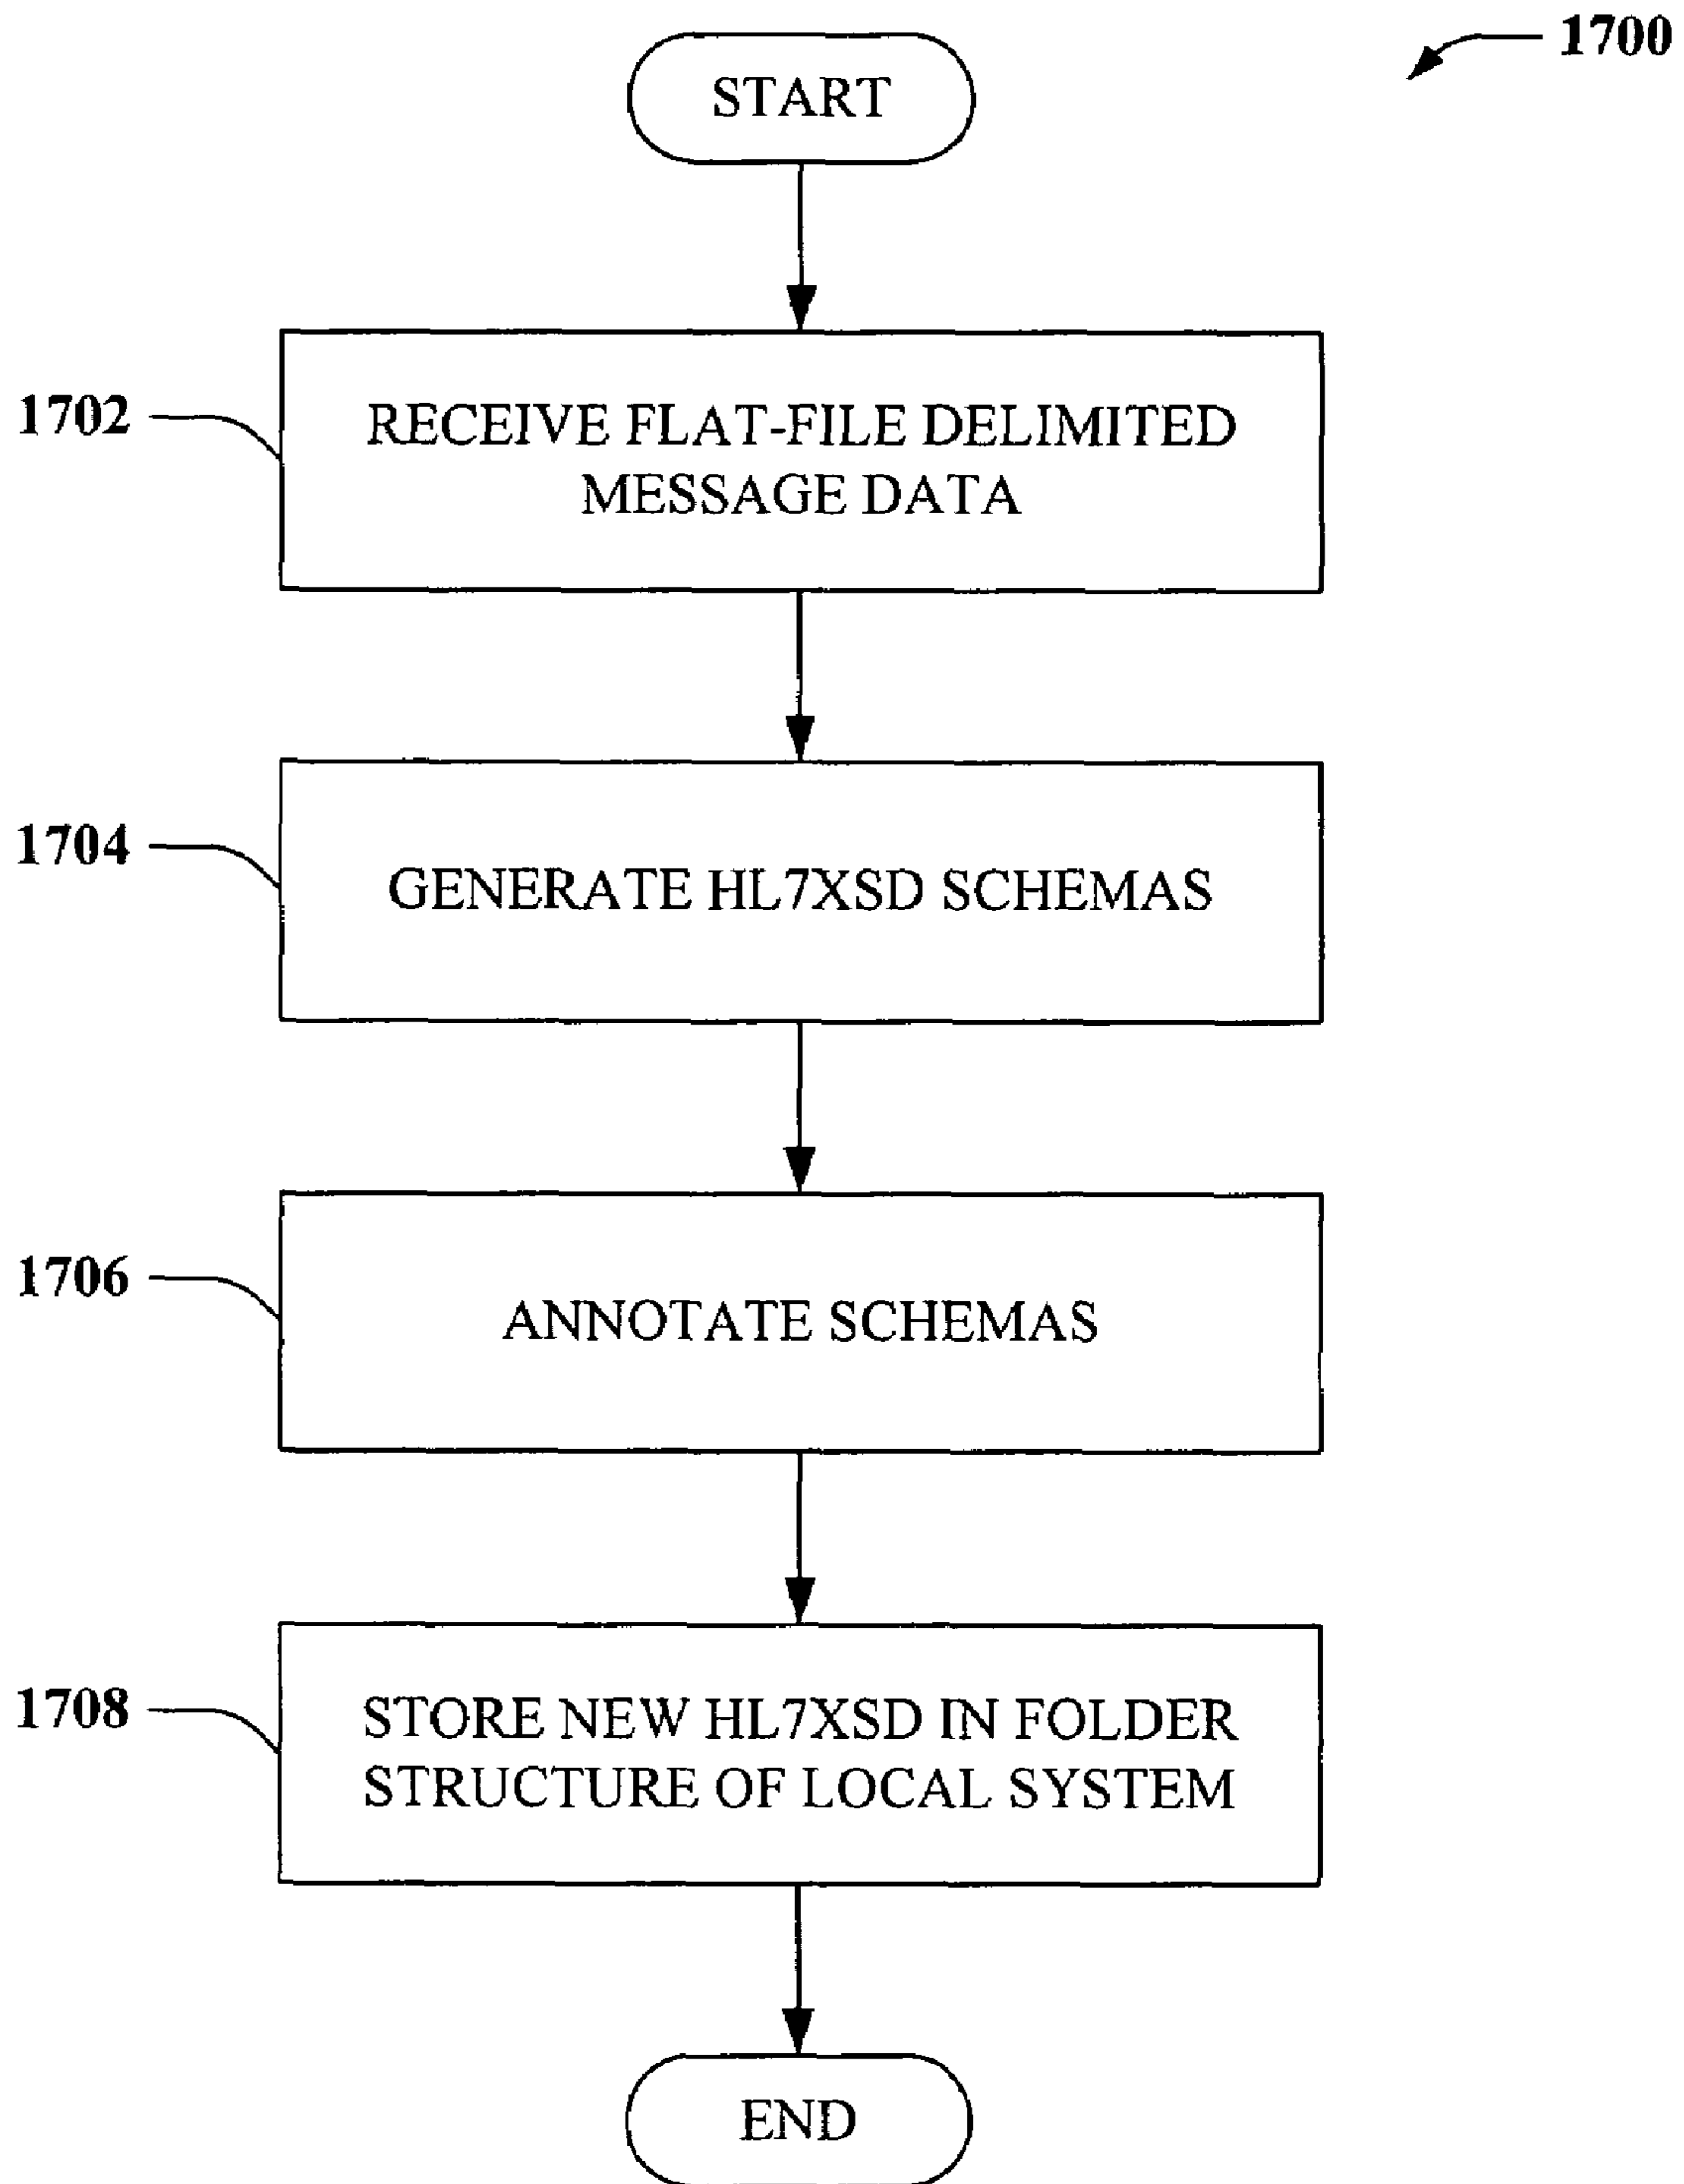 1700
START
1702
RECEIVE FLAT-FILE DELIMITED
MESSAGE DATA
1704
GENERATE HL7XSD SCHEMAS
1706
ANNOTATE SCHEMAS
1708
STORE NEW HL7XSD IN FOLDER
STRUCTURE OF LOCAL SYSTEM
END